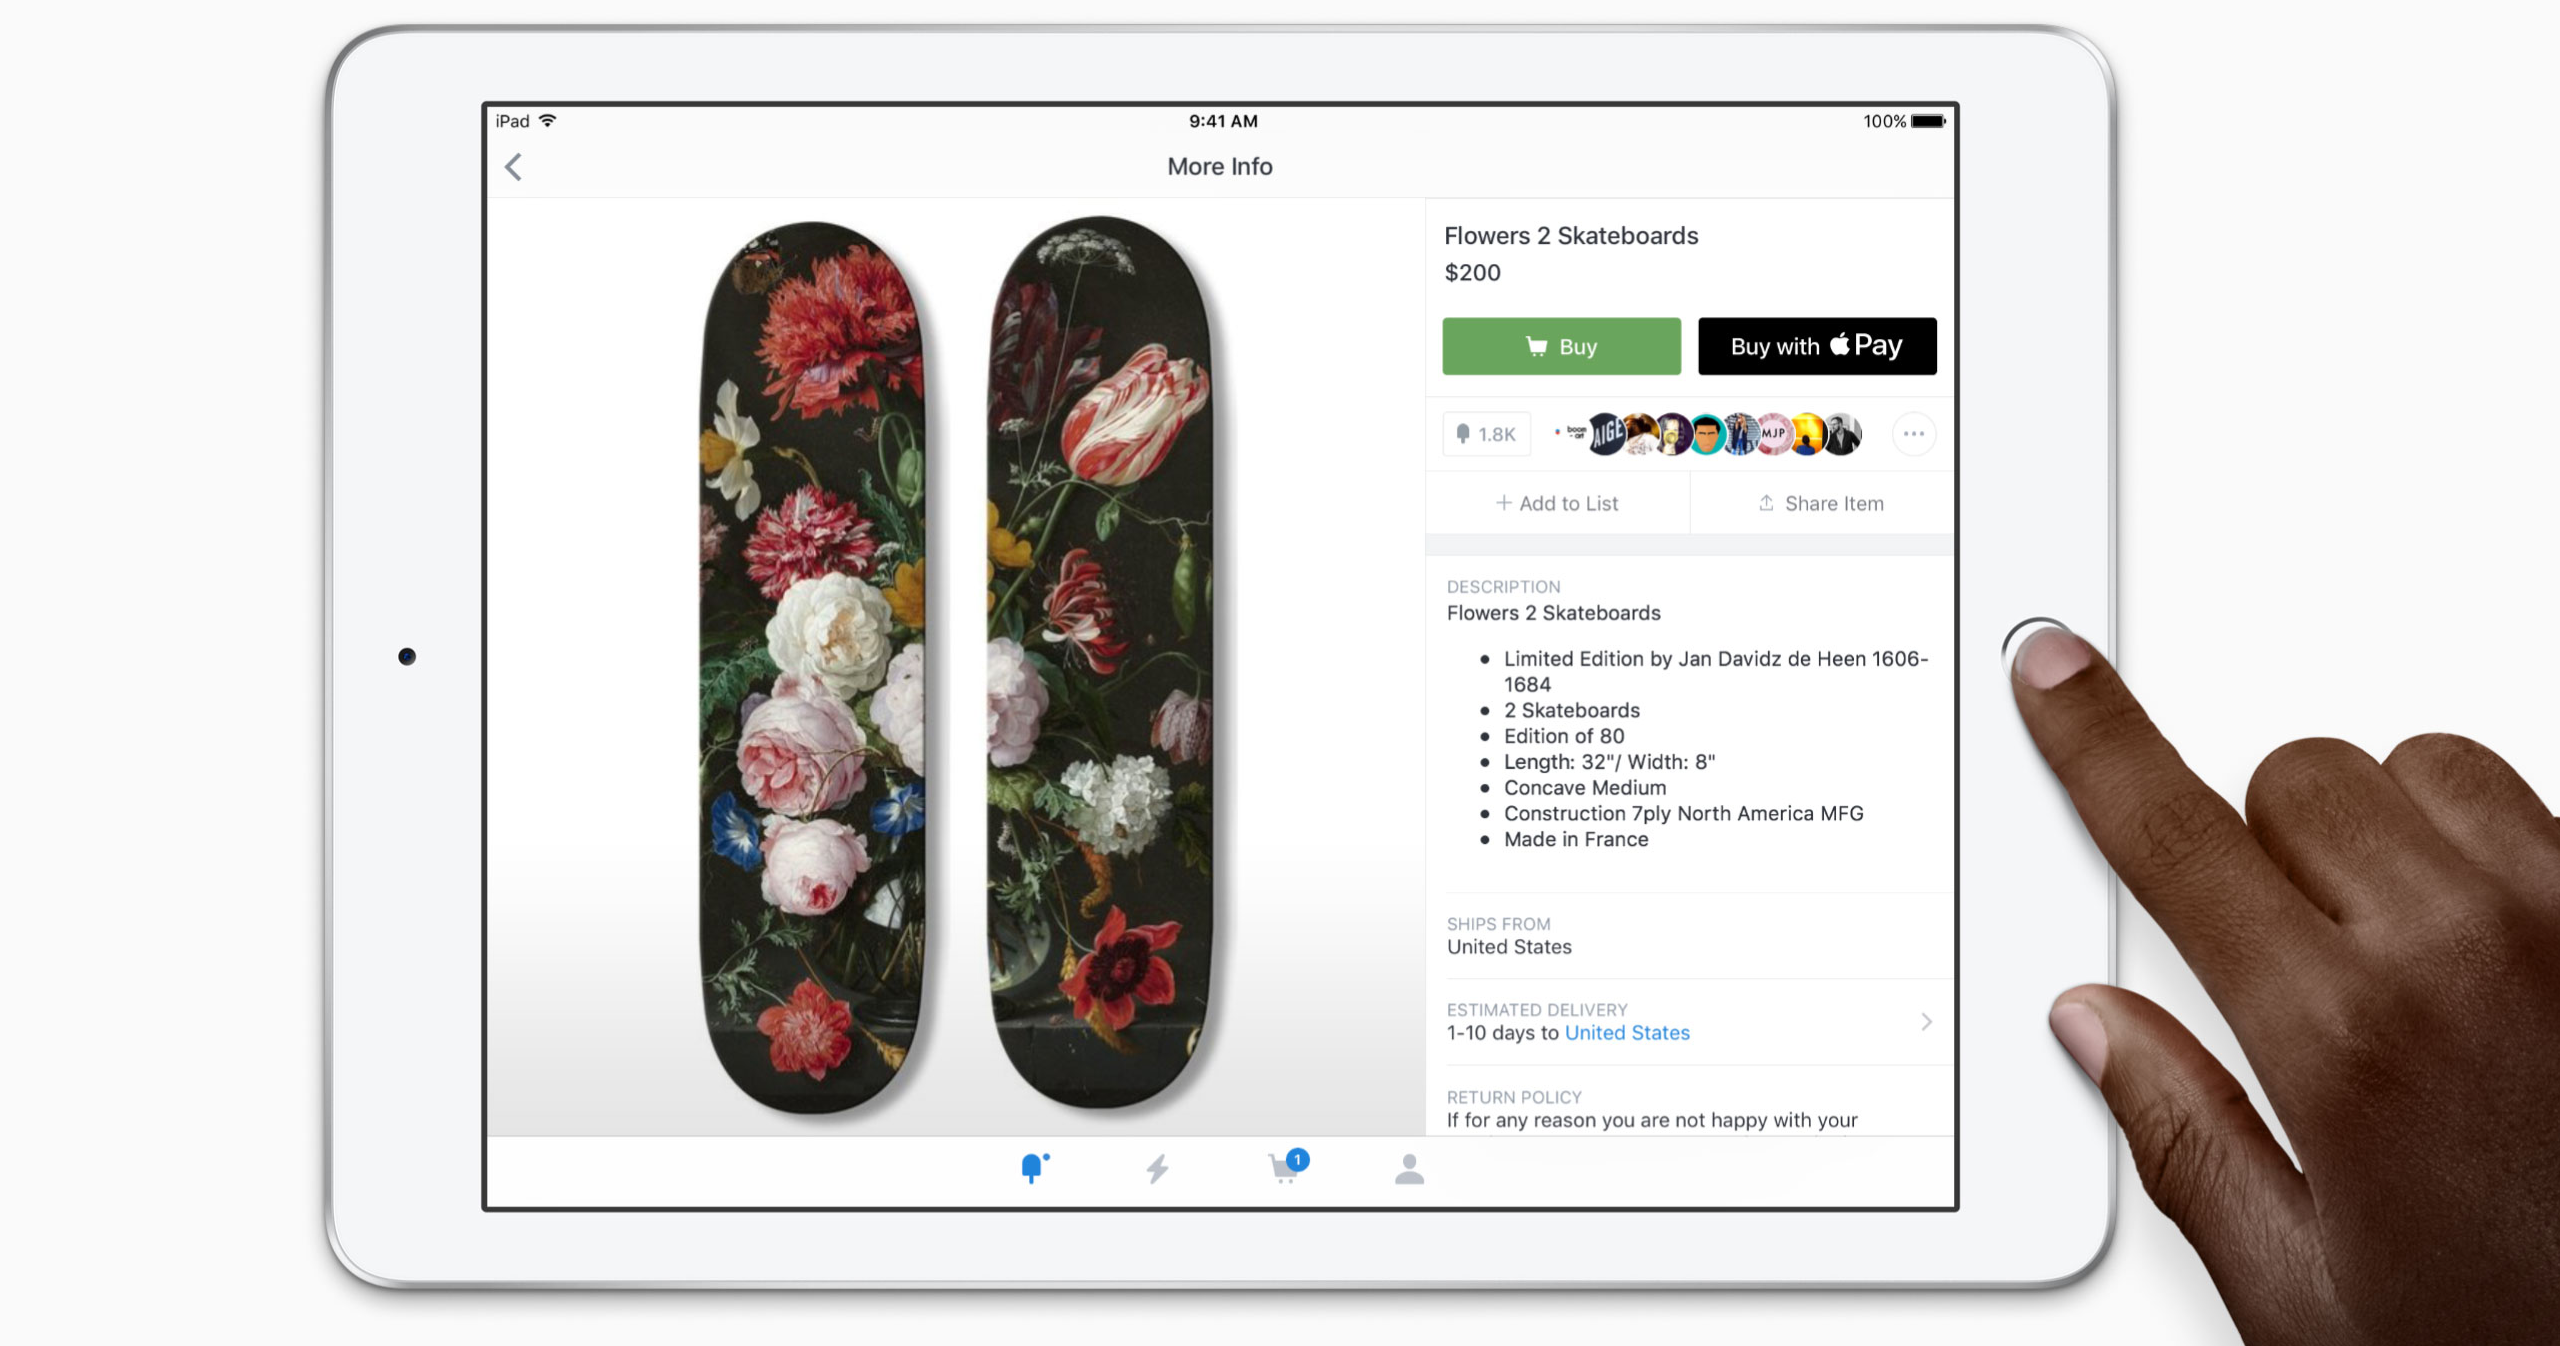 iPad
9:41 AM
100%
More Info
Flowers 2 Skateboards
$200
Buy
Buy with Pay
1.8K
boom
-art
AIGE
MJP
+ Add to List
Share Item
DESCRIPTION
Flowers 2 Skateboards
• Limited Edition by Jan Davidz de Heen 1606-
1684
• 2 Skateboards
• Edition of 80
• Length: 32"/ Width: 8"
• Concave Medium
• Construction 7ply North America MFG
• Made in France
SHIPS FROM
United States
ESTIMATED DELIVERY
1-10 days to United States
RETURN POLICY
If for any reason you are not happy with your
1